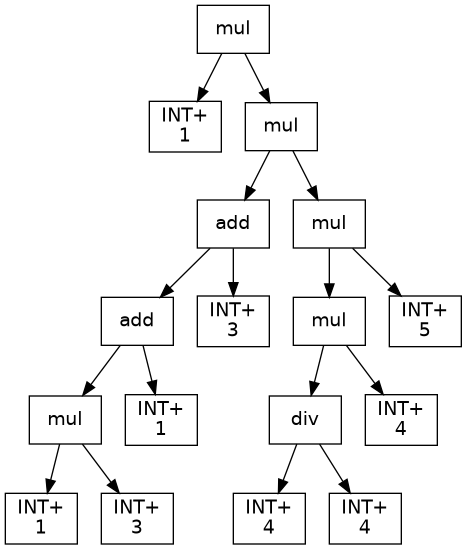 mul
INT+
1
mul
add
mul
add
INT+
3
mul
INT+
5
mul
INT+
1
div
INT+
4
INT+
1
INT+
3
INT+
4
INT+
4